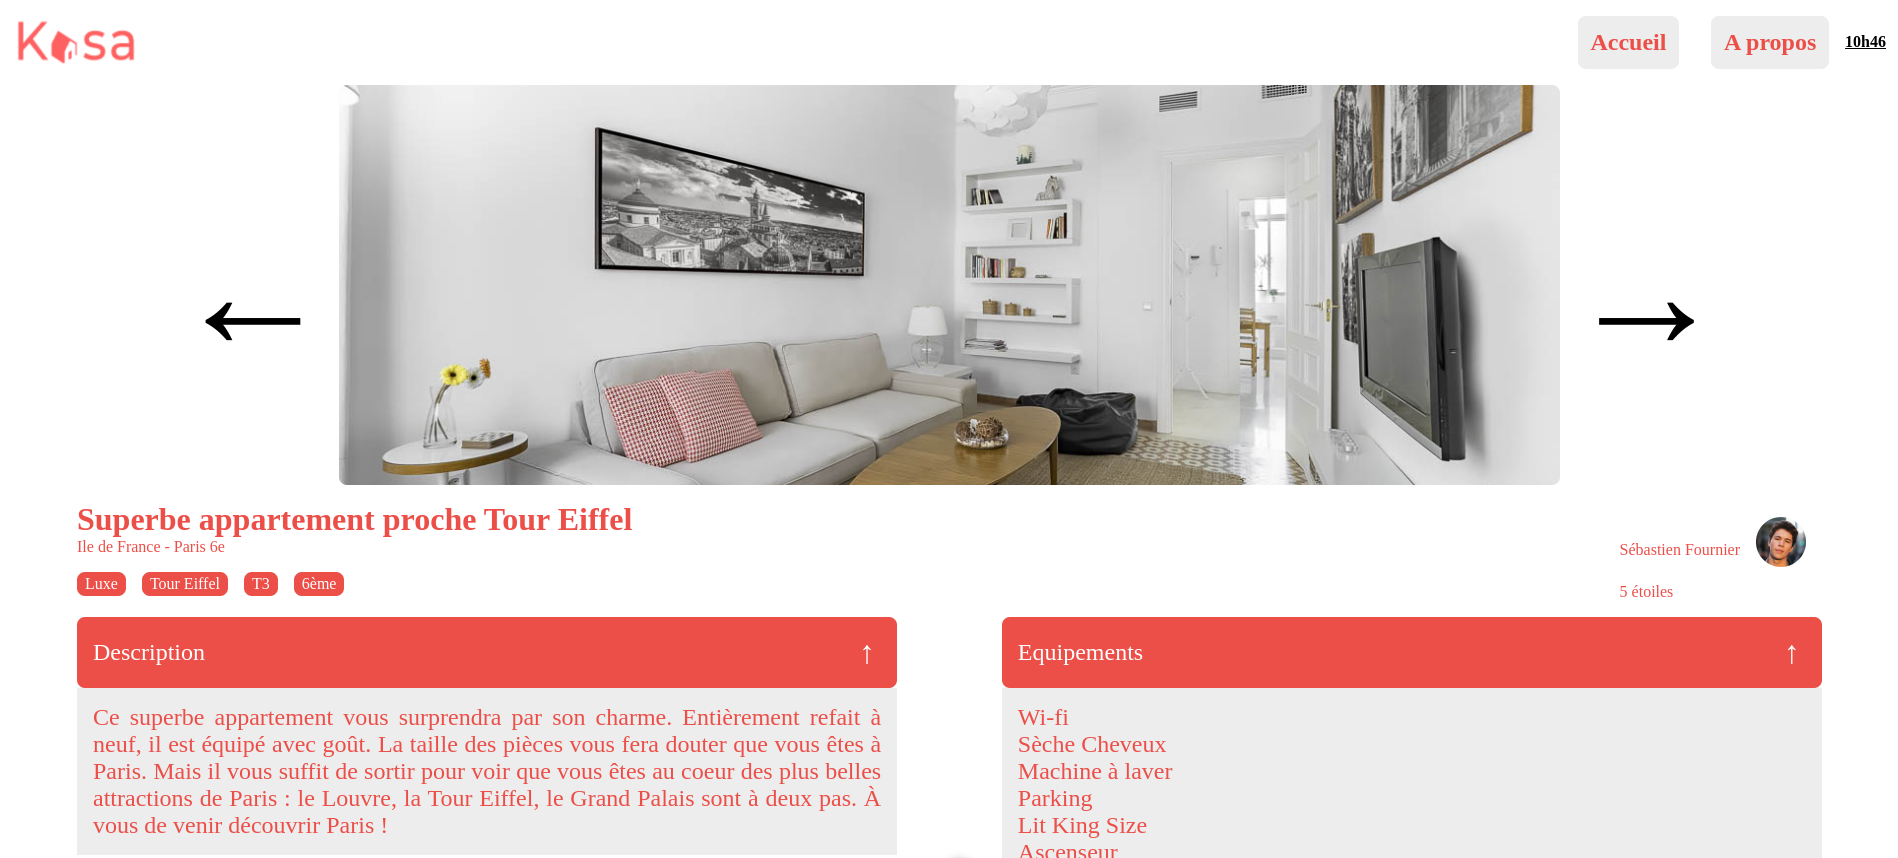 Kasa
Accueil
A propos
10h46
←
→
Superbe appartement proche Tour Eiffel
Ile de France - Paris 6e
Luxe
Tour Eiffel
T3
6ème
Sébastien Fournier
5 étoiles
Description ↑
Ce superbe appartement vous surprendra par son charme. Entièrement refait à
neuf, il est équipé avec goût. La taille des pièces vous fera douter que vous êtes à
Paris. Mais il vous suffit de sortir pour voir que vous êtes au coeur des plus belles
attractions de Paris : le Louvre, la Tour Eiffel, le Grand Palais sont à deux pas. À
vous de venir découvrir Paris !
Equipements ↑
Wi-fi
Sèche Cheveux
Machine à laver
Parking
Lit King Size
Ascenseur